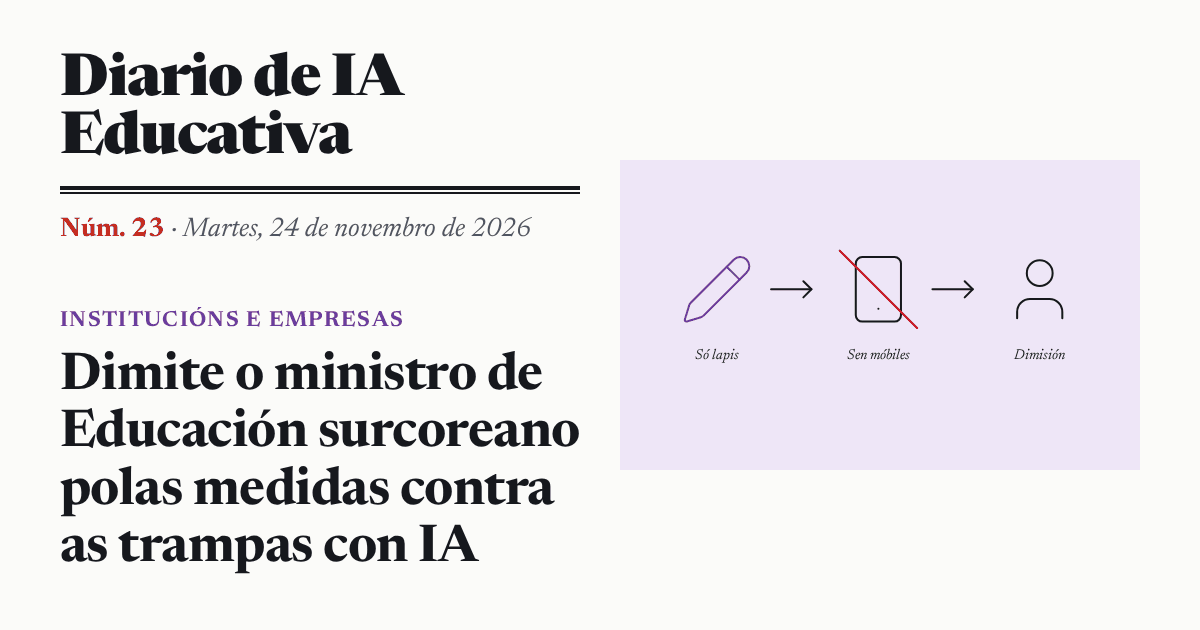 Diario de IA
Educativa
Núm. 23 · Martes, 24 de novembro de 2026
INSTITUCIÓNS E EMPRESAS
Dimite o ministro de
Educación surcoreano
polas medidas contra
as trampas con IA
Só lapis
Sen móbiles
Dimisión